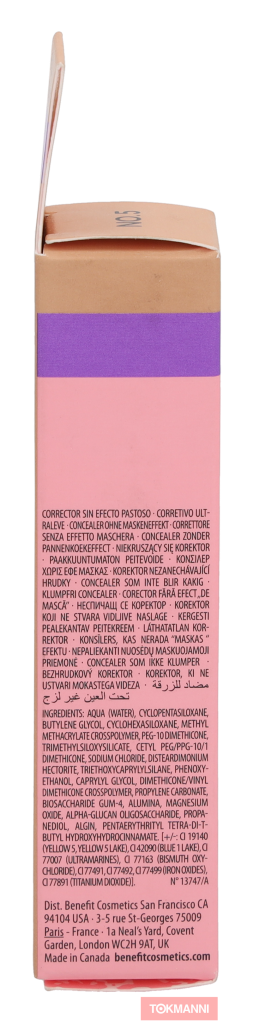 NO.5
CORRECTOR SIN EFECTO PASTOSO · CORRETIVO ULT-
RALEVE · CONCEALER OHNE MASKENEFFEKT · CORRETTORE
SENZA EFFETTO MASCHERA · CONCEALER ZONDER
PANNENKOEKEFFECT · NIEKRUSZĄCY SIĘ KOREKTOR
· PAAKKUUNTUMATON PEITEVOIDE · ΚΟΝΣΙΛΕΡ
ΧΩΡΙΣ ΕΦΕ ΜΑΣΚΑΣ · KOREKTOR NEZANECHÁVAJÍCÍ
HRUDKY · CONCEALER SOM INTE BLIR KAKIG ·
KLUMPFRI CONCEALER · CORECTOR FĂRĂ EFECT „DE
MASCĂ" · НЕСПИЧАЩ СЕ КОРЕКТОР · KOREKTOR
KOJI NE STVARA VIDLJIVE NASLAGE · KERGESTI
PEALEKANTAV PEITEKREEM · LÁTHATATLAN KOR-
REKTOR · KONSĪLERS, KAS NERADA "MASKAS "
EFEKTU · NEPALIEKANTI NUOSĖDŲ MASKUOJAMOJI
PRIEMONĖ · CONCEALER SOM IKKE KLUMPER ·
BEZHRUDKOVÝ KOREKTOR · KOREKTOR, KI NE
USTVARI MOKASTEGA VIDEZA · مضاد للزرقة
تحت العين غير لزج
INGREDIENTS: AQUA (WATER), CYCLOPENTASILOXANE,
BUTYLENE GLYCOL, CYCLOHEXASILOXANE, METHYL
METHACRYLATE CROSSPOLYMER, PEG-10 DIMETHICONE,
TRIMETHYLSILOXYSILICATE, CETYL PEG/PPG-10/1
DIMETHICONE, SODIUM CHLORIDE, DISTEARDIMONIUM
HECTORITE, TRIETHOXYCAPRYLYLSILANE, PHENOXY-
ETHANOL, CAPRYLYL GLYCOL, DIMETHICONE/VINYL
DIMETHICONE CROSSPOLYMER, PROPYLENE CARBONATE,
BIOSACCHARIDE GUM-4, ALUMINA, MAGNESIUM
OXIDE, ALPHA-GLUCAN OLIGOSACCHARIDE, PROPA-
NEDIOL, ALGIN, PENTAERYTHRITYL TETRA-DI-T-
BUTYL HYDROXYHYDROCINNAMATE. [+/-: CI 19140
(YELLOW 5, YELLOW 5 LAKE), CI 42090 (BLUE 1 LAKE), CI
77007 (ULTRAMARINES), CI 77163 (BISMUTH OXY-
CHLORIDE), CI 77491, CI 77492, CI 77499 (IRON OXIDES),
CI 77891 (TITANIUM DIOXIDE)]. N° 13747/A
Dist. Benefit Cosmetics San Francisco CA
94104 USA · 3-5 rue St-Georges 75009
Paris - France · 1a Neal's Yard, Covent
Garden, London WC2H 9AT, UK
Made in Canada benefitcosmetics.com
TOKMANNI